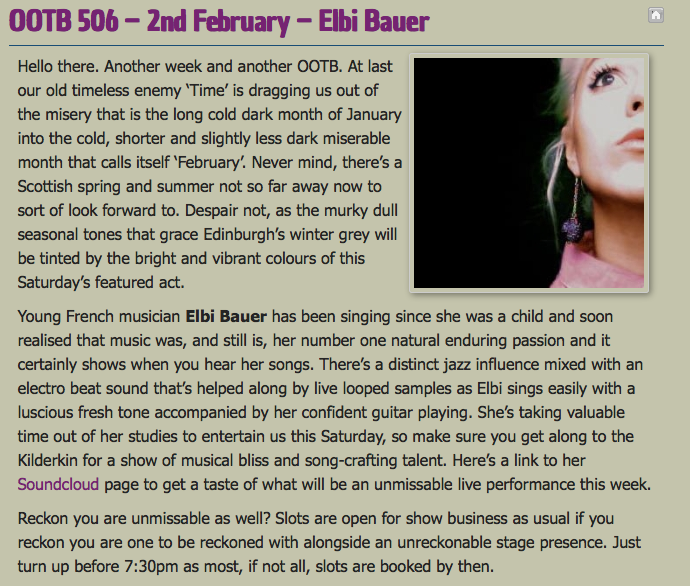 OOTB 506 – 2nd February – Elbi Bauer
Hello there. Another week and another OOTB. At last
our old timeless enemy ‘Time’ is dragging us out of
the misery that is the long cold dark month of January
into the cold, shorter and slightly less dark miserable
month that calls itself ‘February’. Never mind, there’s a
Scottish spring and summer not so far away now to
sort of look forward to. Despair not, as the murky dull
seasonal tones that grace Edinburgh’s winter grey will
be tinted by the bright and vibrant colours of this
Saturday’s featured act.
Young French musician Elbi Bauer has been singing since she was a child and soon
realised that music was, and still is, her number one natural enduring passion and it
certainly shows when you hear her songs. There’s a distinct jazz influence mixed with an
electro beat sound that’s helped along by live looped samples as Elbi sings easily with a
luscious fresh tone accompanied by her confident guitar playing. She’s taking valuable
time out of her studies to entertain us this Saturday, so make sure you get along to the
Kilderkin for a show of musical bliss and song-crafting talent. Here’s a link to her
Soundcloud page to get a taste of what will be an unmissable live performance this week.
Reckon you are unmissable as well? Slots are open for show business as usual if you
reckon you are one to be reckoned with alongside an unreckonable stage presence. Just
turn up before 7:30pm as most, if not all, slots are booked by then.